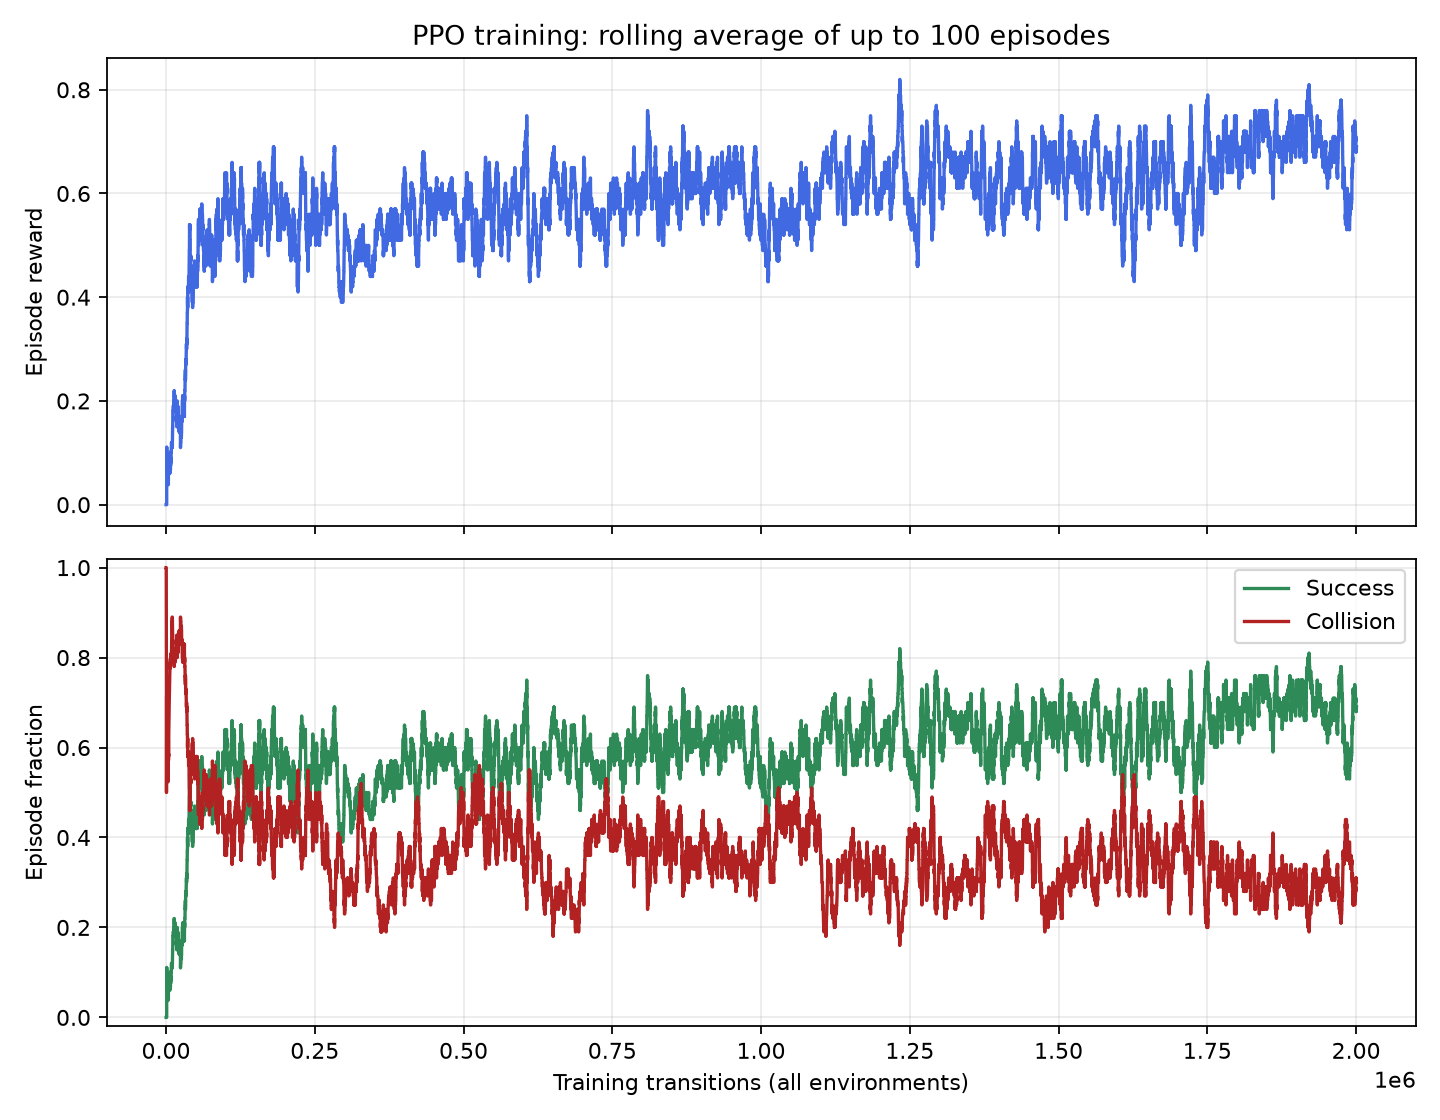 PPO training: rolling average of up to 100 episodes
Episode reward
0.8
0.6
0.4
0.2
0.0
Episode fraction
1.0
0.8
0.6
0.4
0.2
0.0
Success
Collision
0.00 0.25 0.50 0.75 1.00 1.25 1.50 1.75 2.00
1e6
Training transitions (all environments)